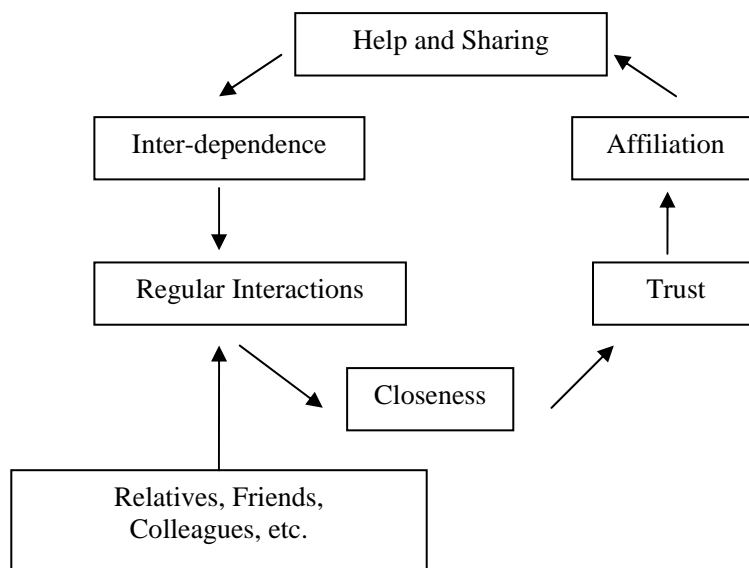 Help and Sharing
Inter-dependence
Affiliation
Regular Interactions
Trust
Closeness
Relatives, Friends,
Colleagues, etc.